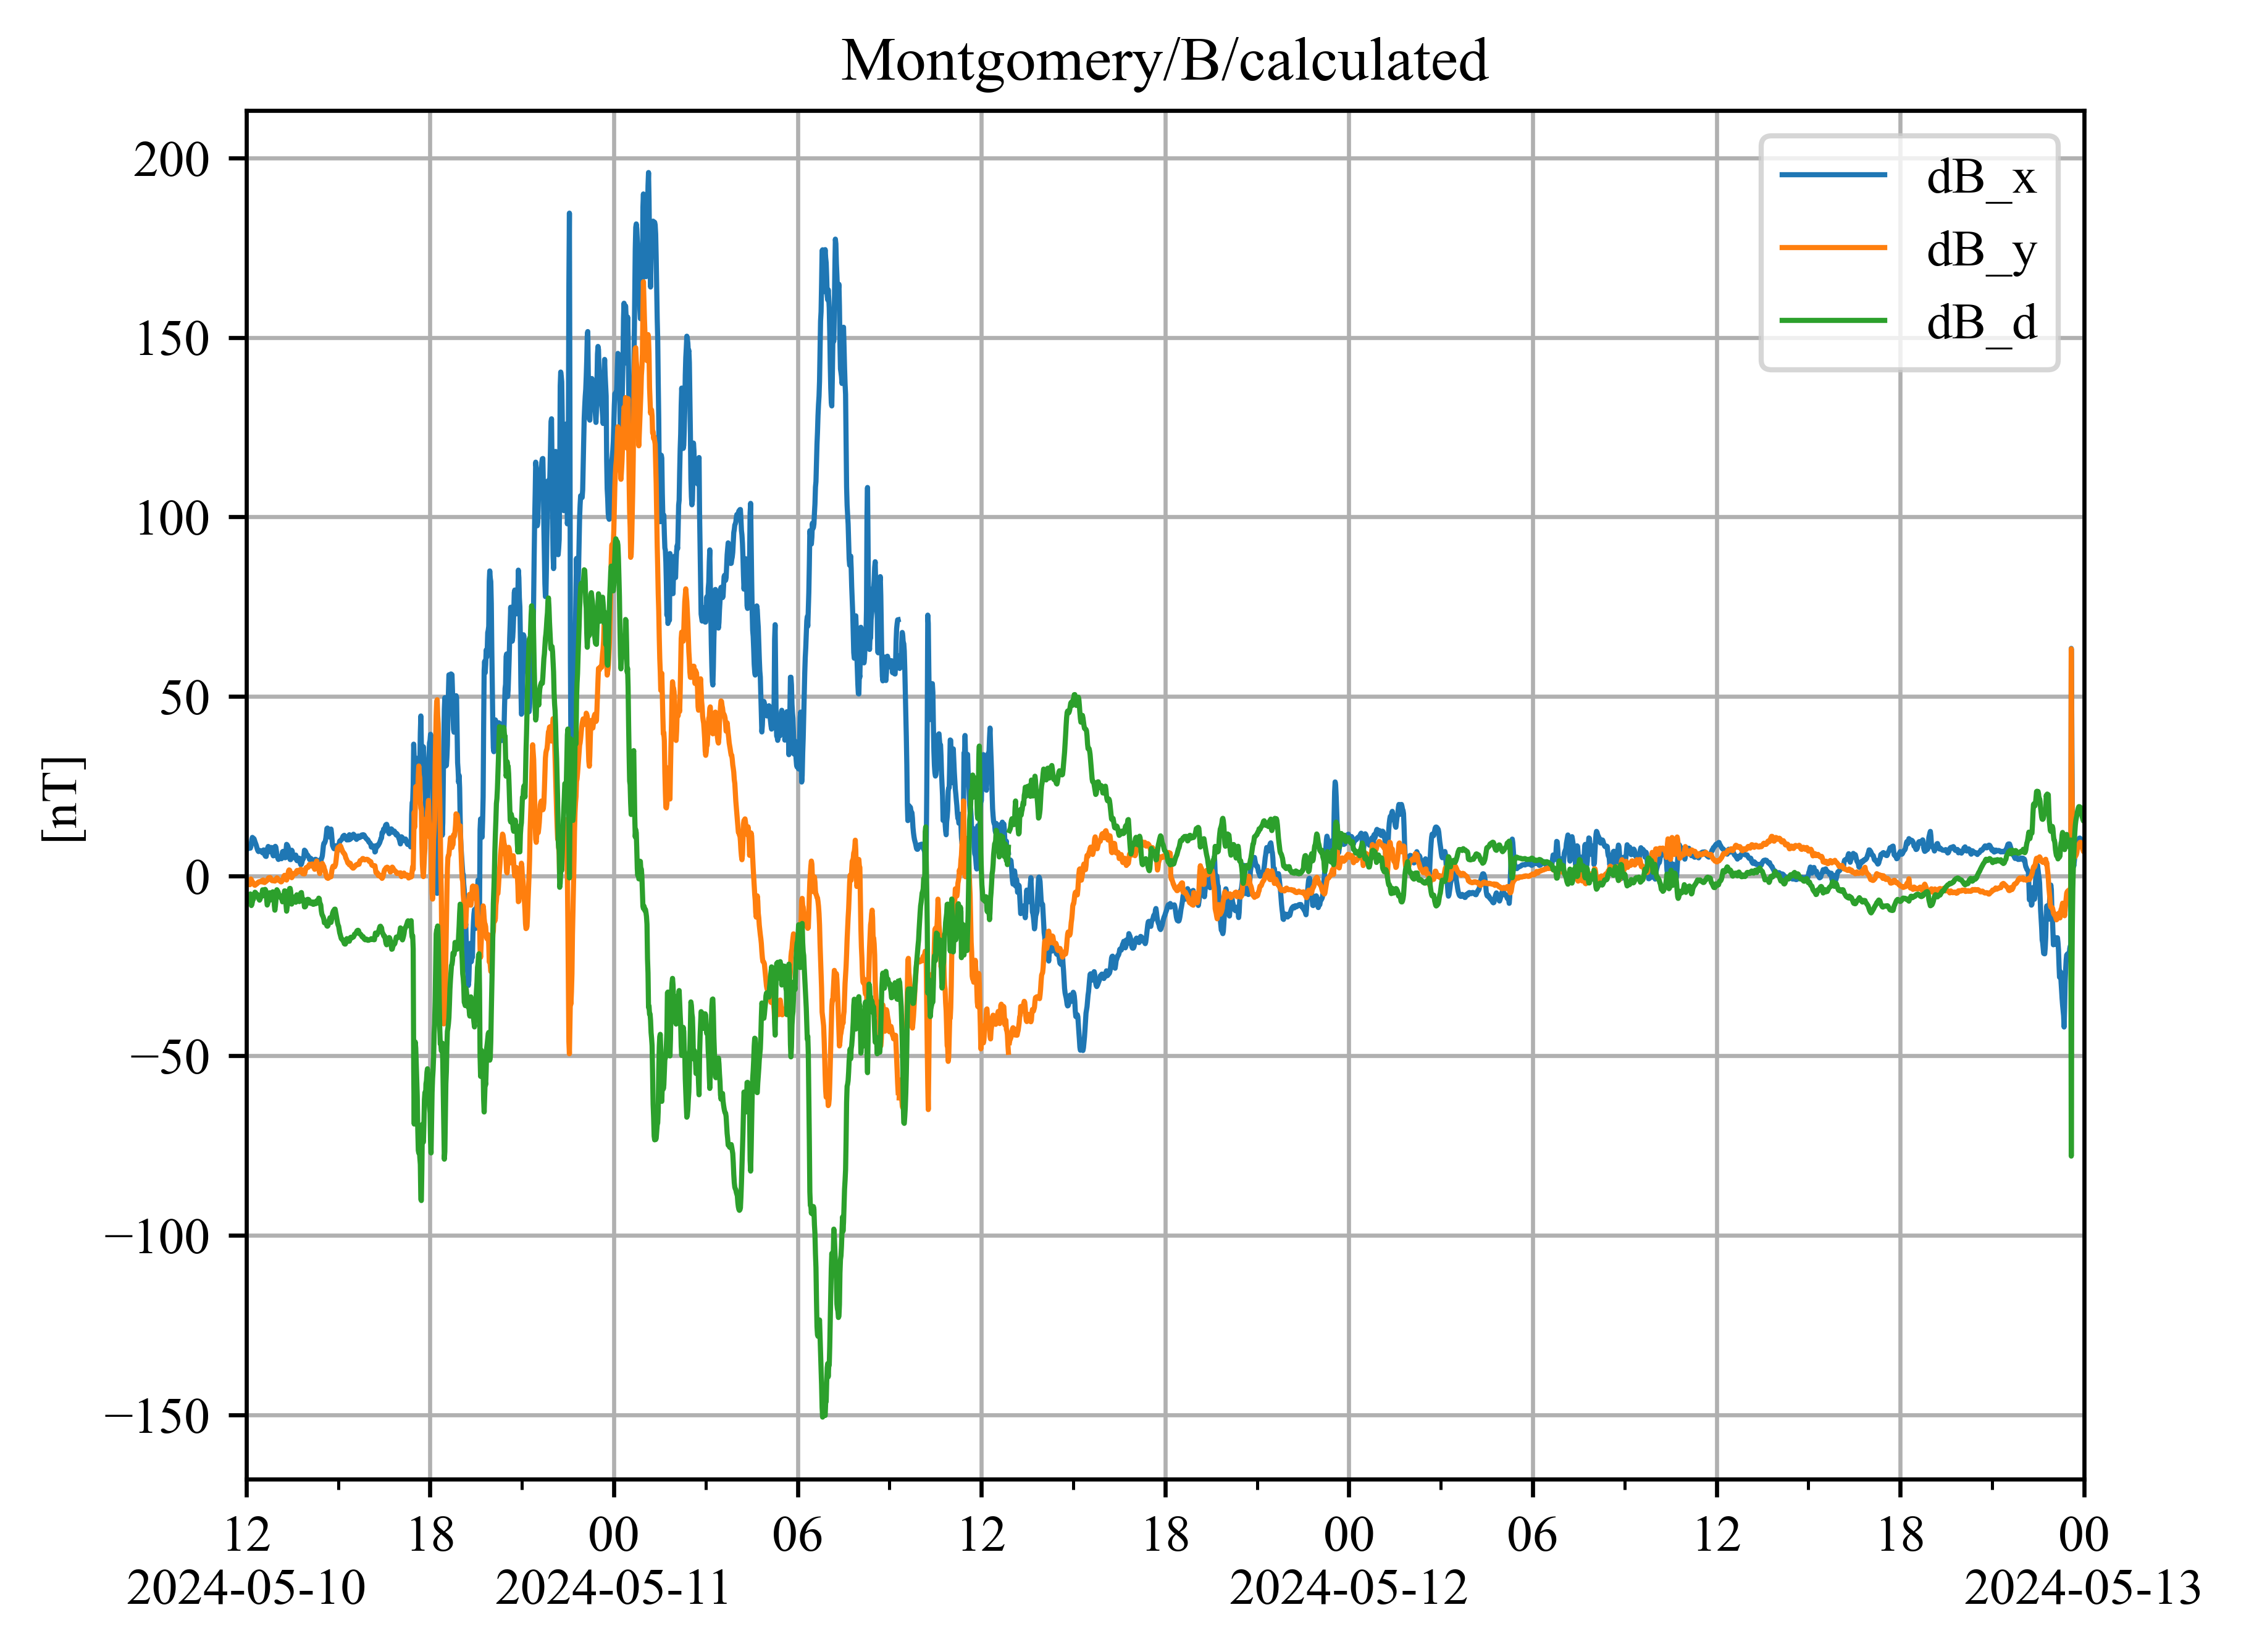 Montgomery/B/calculated
dB_x
dB_y
dB_d
[nT]
200
150
100
50
0
−50
−100
−150
12 18 00 06 12 18 00 06 12 18 00
2024-05-10 2024-05-11 2024-05-12 2024-05-13